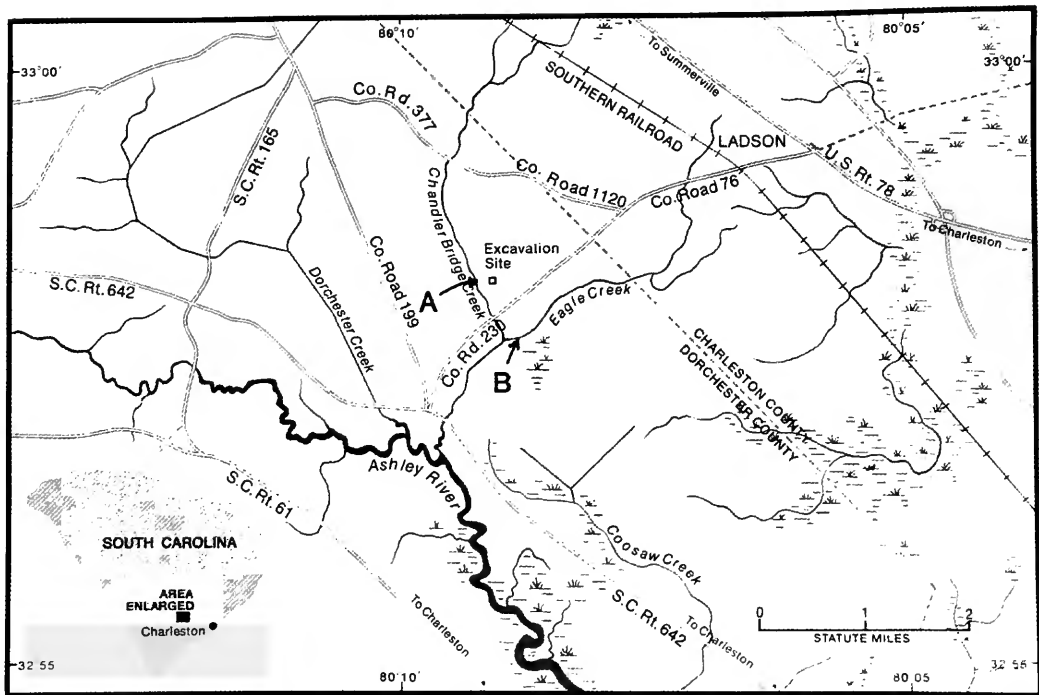 80°10'
80°05'
33°00'
33°00'
To Summerville
SOUTHERN RAILROAD
Co. Rd. 377
LADSON
U.S. Rt. 78
S.C. Rt. 165
Chandler Bridge Creek
Co. Road 1120
Co. Road 76
To Charleston
Excavation
Site
Dorchester Creek
Co. Road 199
A
S.C. Rt. 642
Eagle Creek
Co. Rd. 230
B
CHARLESTON COUNTY
DORCHESTER COUNTY
Ashley River
S.C. Rt. 61
SOUTH CAROLINA
Coosaw Creek
AREA
ENLARGED
Charleston
To Charleston
S.C. Rt. 642
To Charleston
0 1 2
STATUTE MILES
32 55
32 55
80°10'
80 05